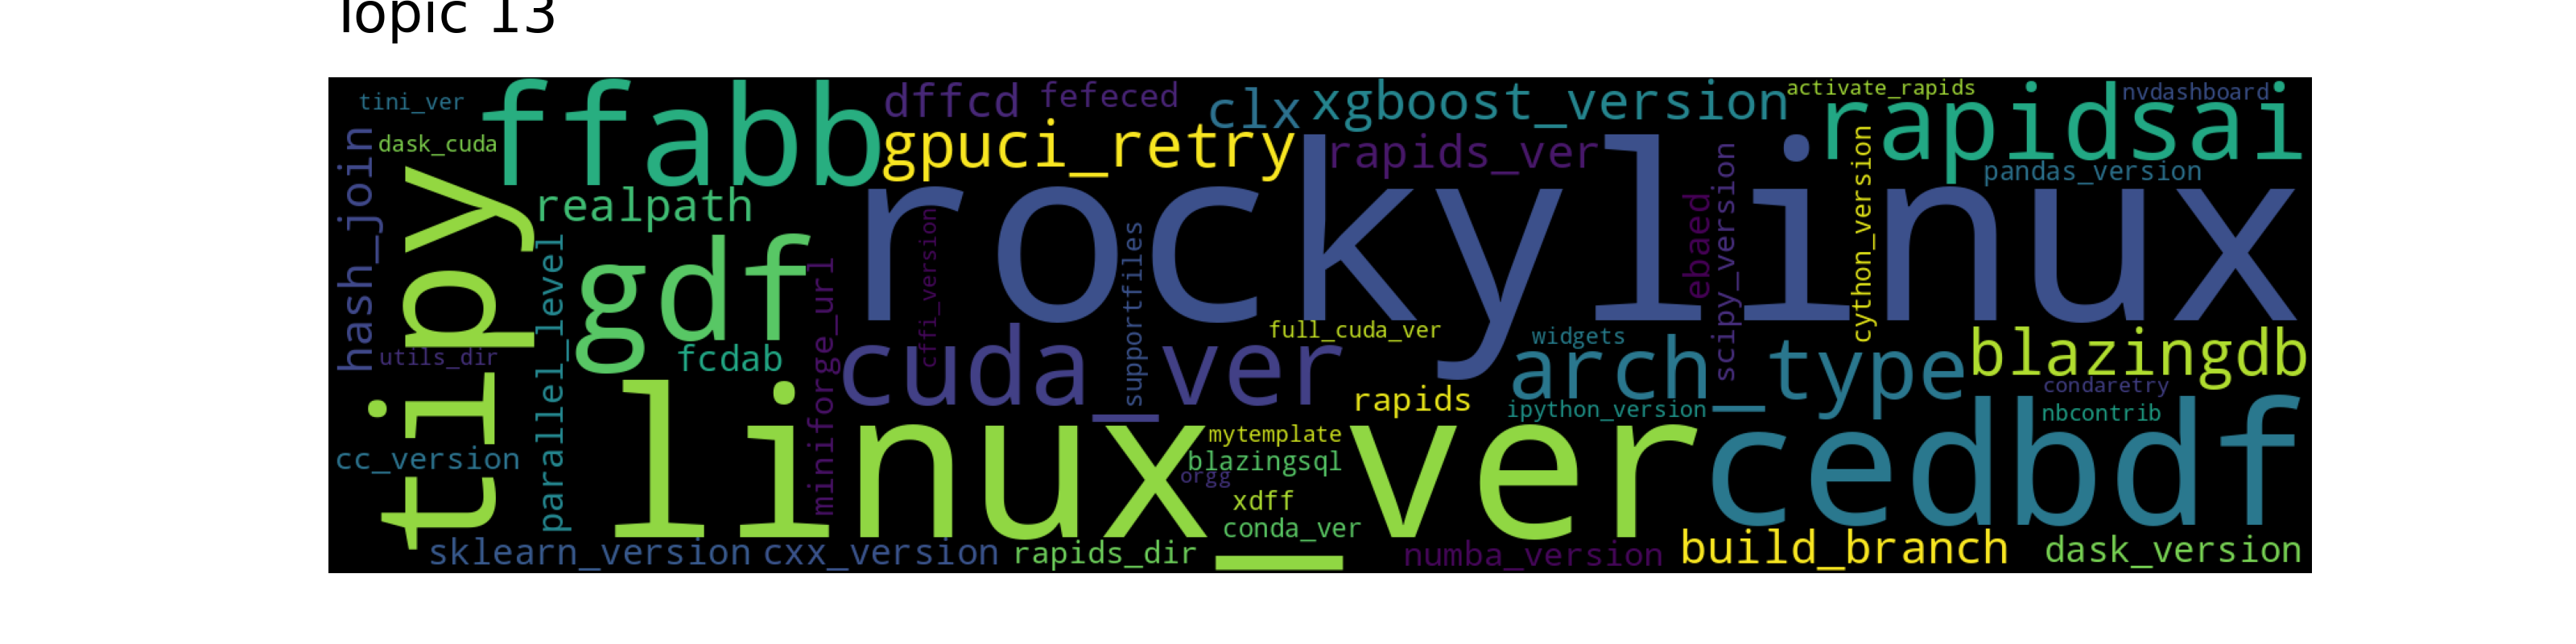 Topic 13
tini_ver
ffabb
dffcd
fefeced
clx
xgboost_version
activate_rapids
rapidsai
nvdashboard
dask_cuda
gpuci_retry
rapids_ver
pandas_version
hash_join
tipy
realpath
rockylinux
ebaed
scipy_version
cython_version
parallel_level
gdf
miniforge_url
cffi_version
supportfiles
full_cuda_ver
widgets
utils_dir
fcdab
cuda_ver
arch_type
blazingdb
condaretry
rapids
ipython_version
nbcontrib
linux_ver
mytemplate
cedbdf
cc_version
blazingsql
orgg
xdff
conda_ver
sklearn_version
cxx_version
rapids_dir
numba_version
build_branch
dask_version